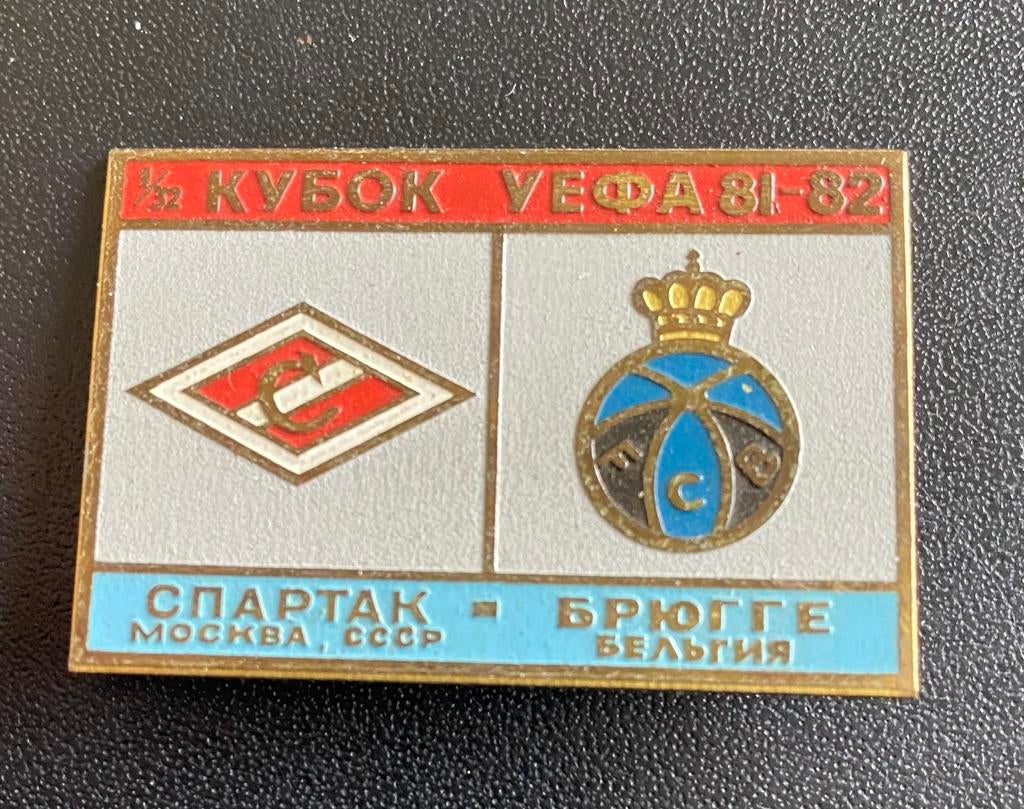 1/32 КУБОК УЕФА 81-82
С
F C B
СПАРТАК - БРЮГГЕ
МОСКВА, СССР БЕЛЬГИЯ